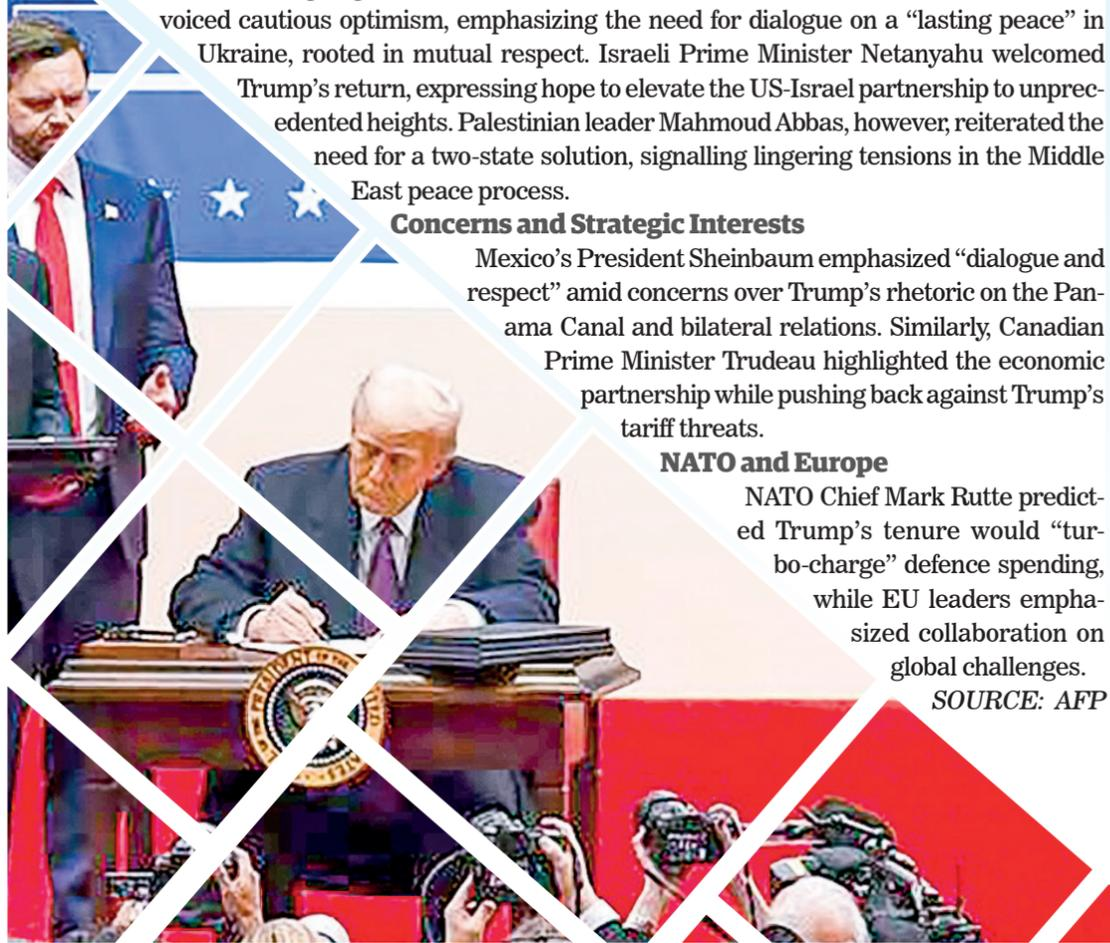 voiced cautious optimism, emphasizing the need for dialogue on a “lasting peace” in
Ukraine, rooted in mutual respect. Israeli Prime Minister Netanyahu welcomed
Trump’s return, expressing hope to elevate the US-Israel partnership to unprec-
edented heights. Palestinian leader Mahmoud Abbas, however, reiterated the
need for a two-state solution, signalling lingering tensions in the Middle
East peace process.
Concerns and Strategic Interests
Mexico’s President Sheinbaum emphasized “dialogue and
respect” amid concerns over Trump’s rhetoric on the Pan-
ama Canal and bilateral relations. Similarly, Canadian
Prime Minister Trudeau highlighted the economic
partnership while pushing back against Trump’s
tariff threats.
NATO and Europe
NATO Chief Mark Rutte predict-
ed Trump’s tenure would “tur-
bo-charge” defence spending,
while EU leaders empha-
sized collaboration on
global challenges.
SOURCE: AFP
PRESIDENT OF THE